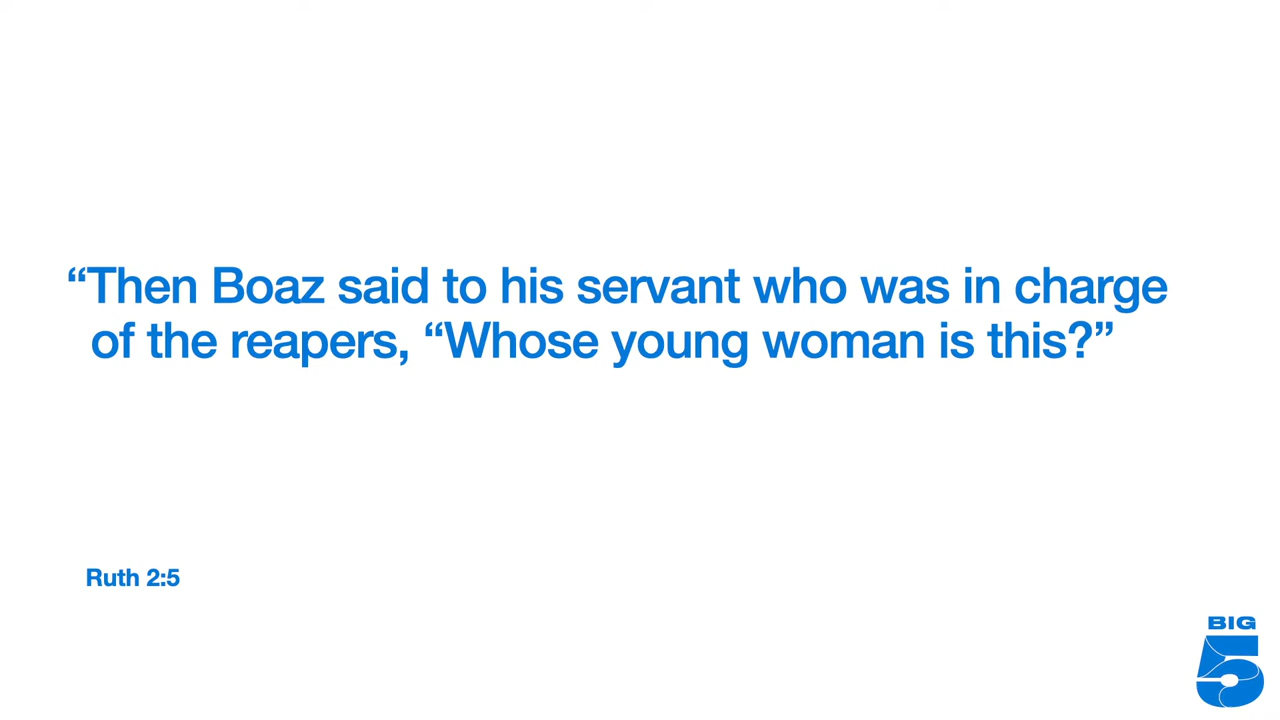 “Then Boaz said to his servant who was in charge
of the reapers, “Whose young woman is this?”
Ruth 2:5
BIG
5